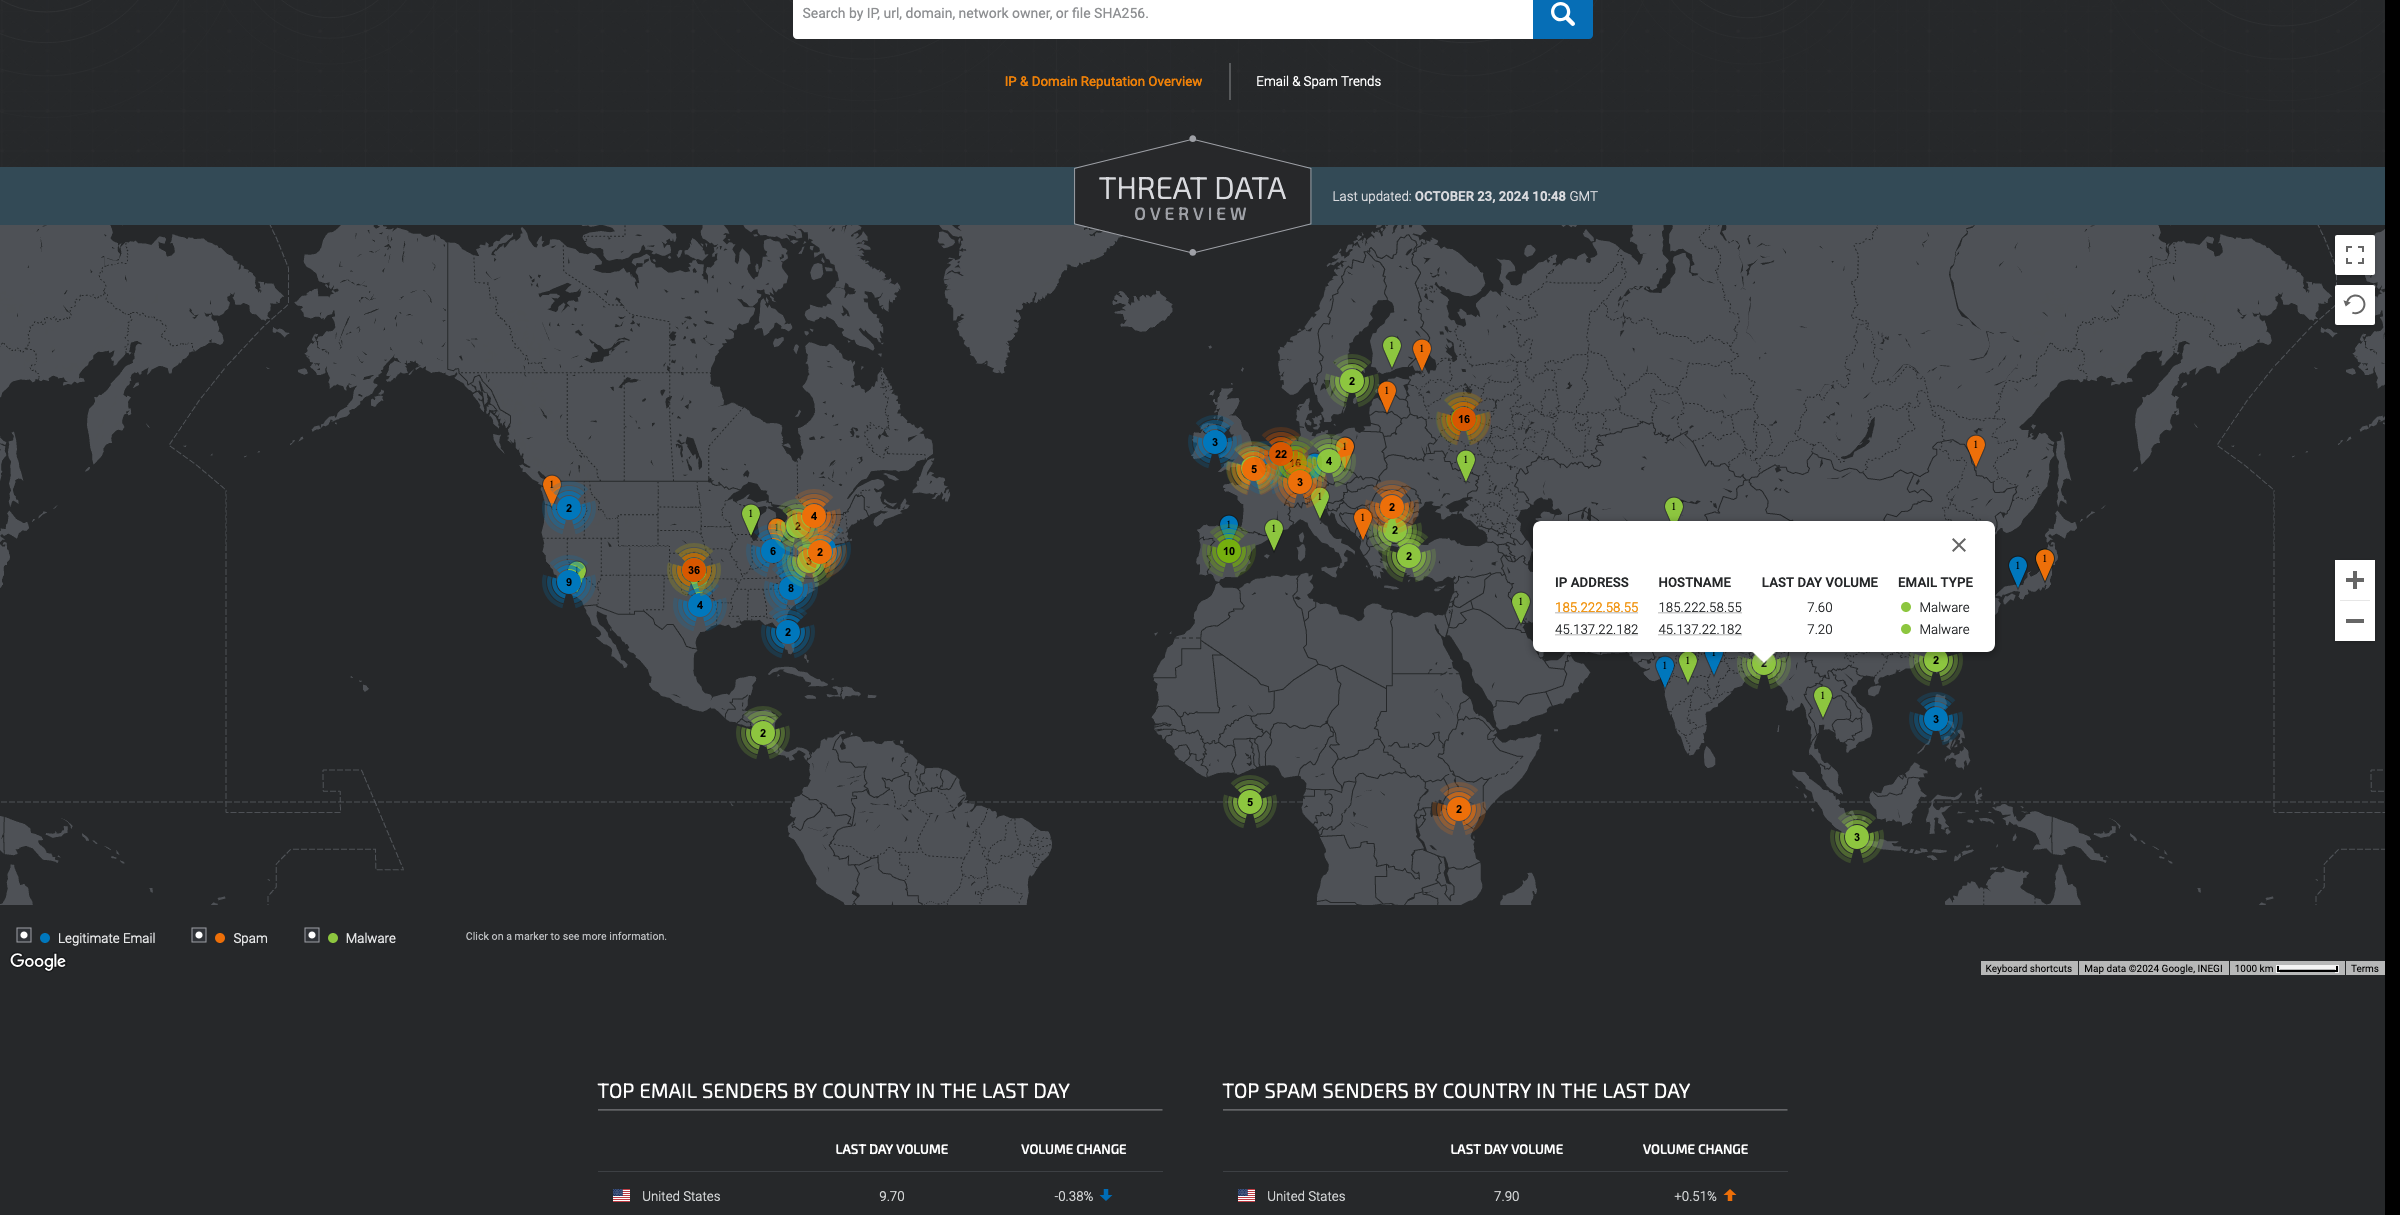 Search by IP, url, domain, network owner, or file SHA256.
IP & Domain Reputation Overview
Email & Spam Trends
THREAT DATA
OVERVIEW
Last updated: OCTOBER 23, 2024 10:48 GMT
1
1
2
1
16
3
22
16
1
5
4
1
1
3
1
1
1
2
1
2
4
1
2
1
1
1
2
1
2
6
2
10
2
1
1
3
36
9
8
4
1
2
IP ADDRESS HOSTNAME LAST DAY VOLUME EMAIL TYPE
185.222.58.55 185.222.58.55 7.60 Malware
45.137.22.182 45.137.22.182 7.20 Malware
1
1
1
2
2
1
3
2
5
2
3
Legitimate Email
Spam
Malware
Click on a marker to see more information.
Google
Keyboard shortcuts
Map data ©2024 Google, INEGI
1000 km
Terms
TOP EMAIL SENDERS BY COUNTRY IN THE LAST DAY
LAST DAY VOLUME VOLUME CHANGE
United States 9.70 -0.38%
TOP SPAM SENDERS BY COUNTRY IN THE LAST DAY
LAST DAY VOLUME VOLUME CHANGE
United States 7.90 +0.51%